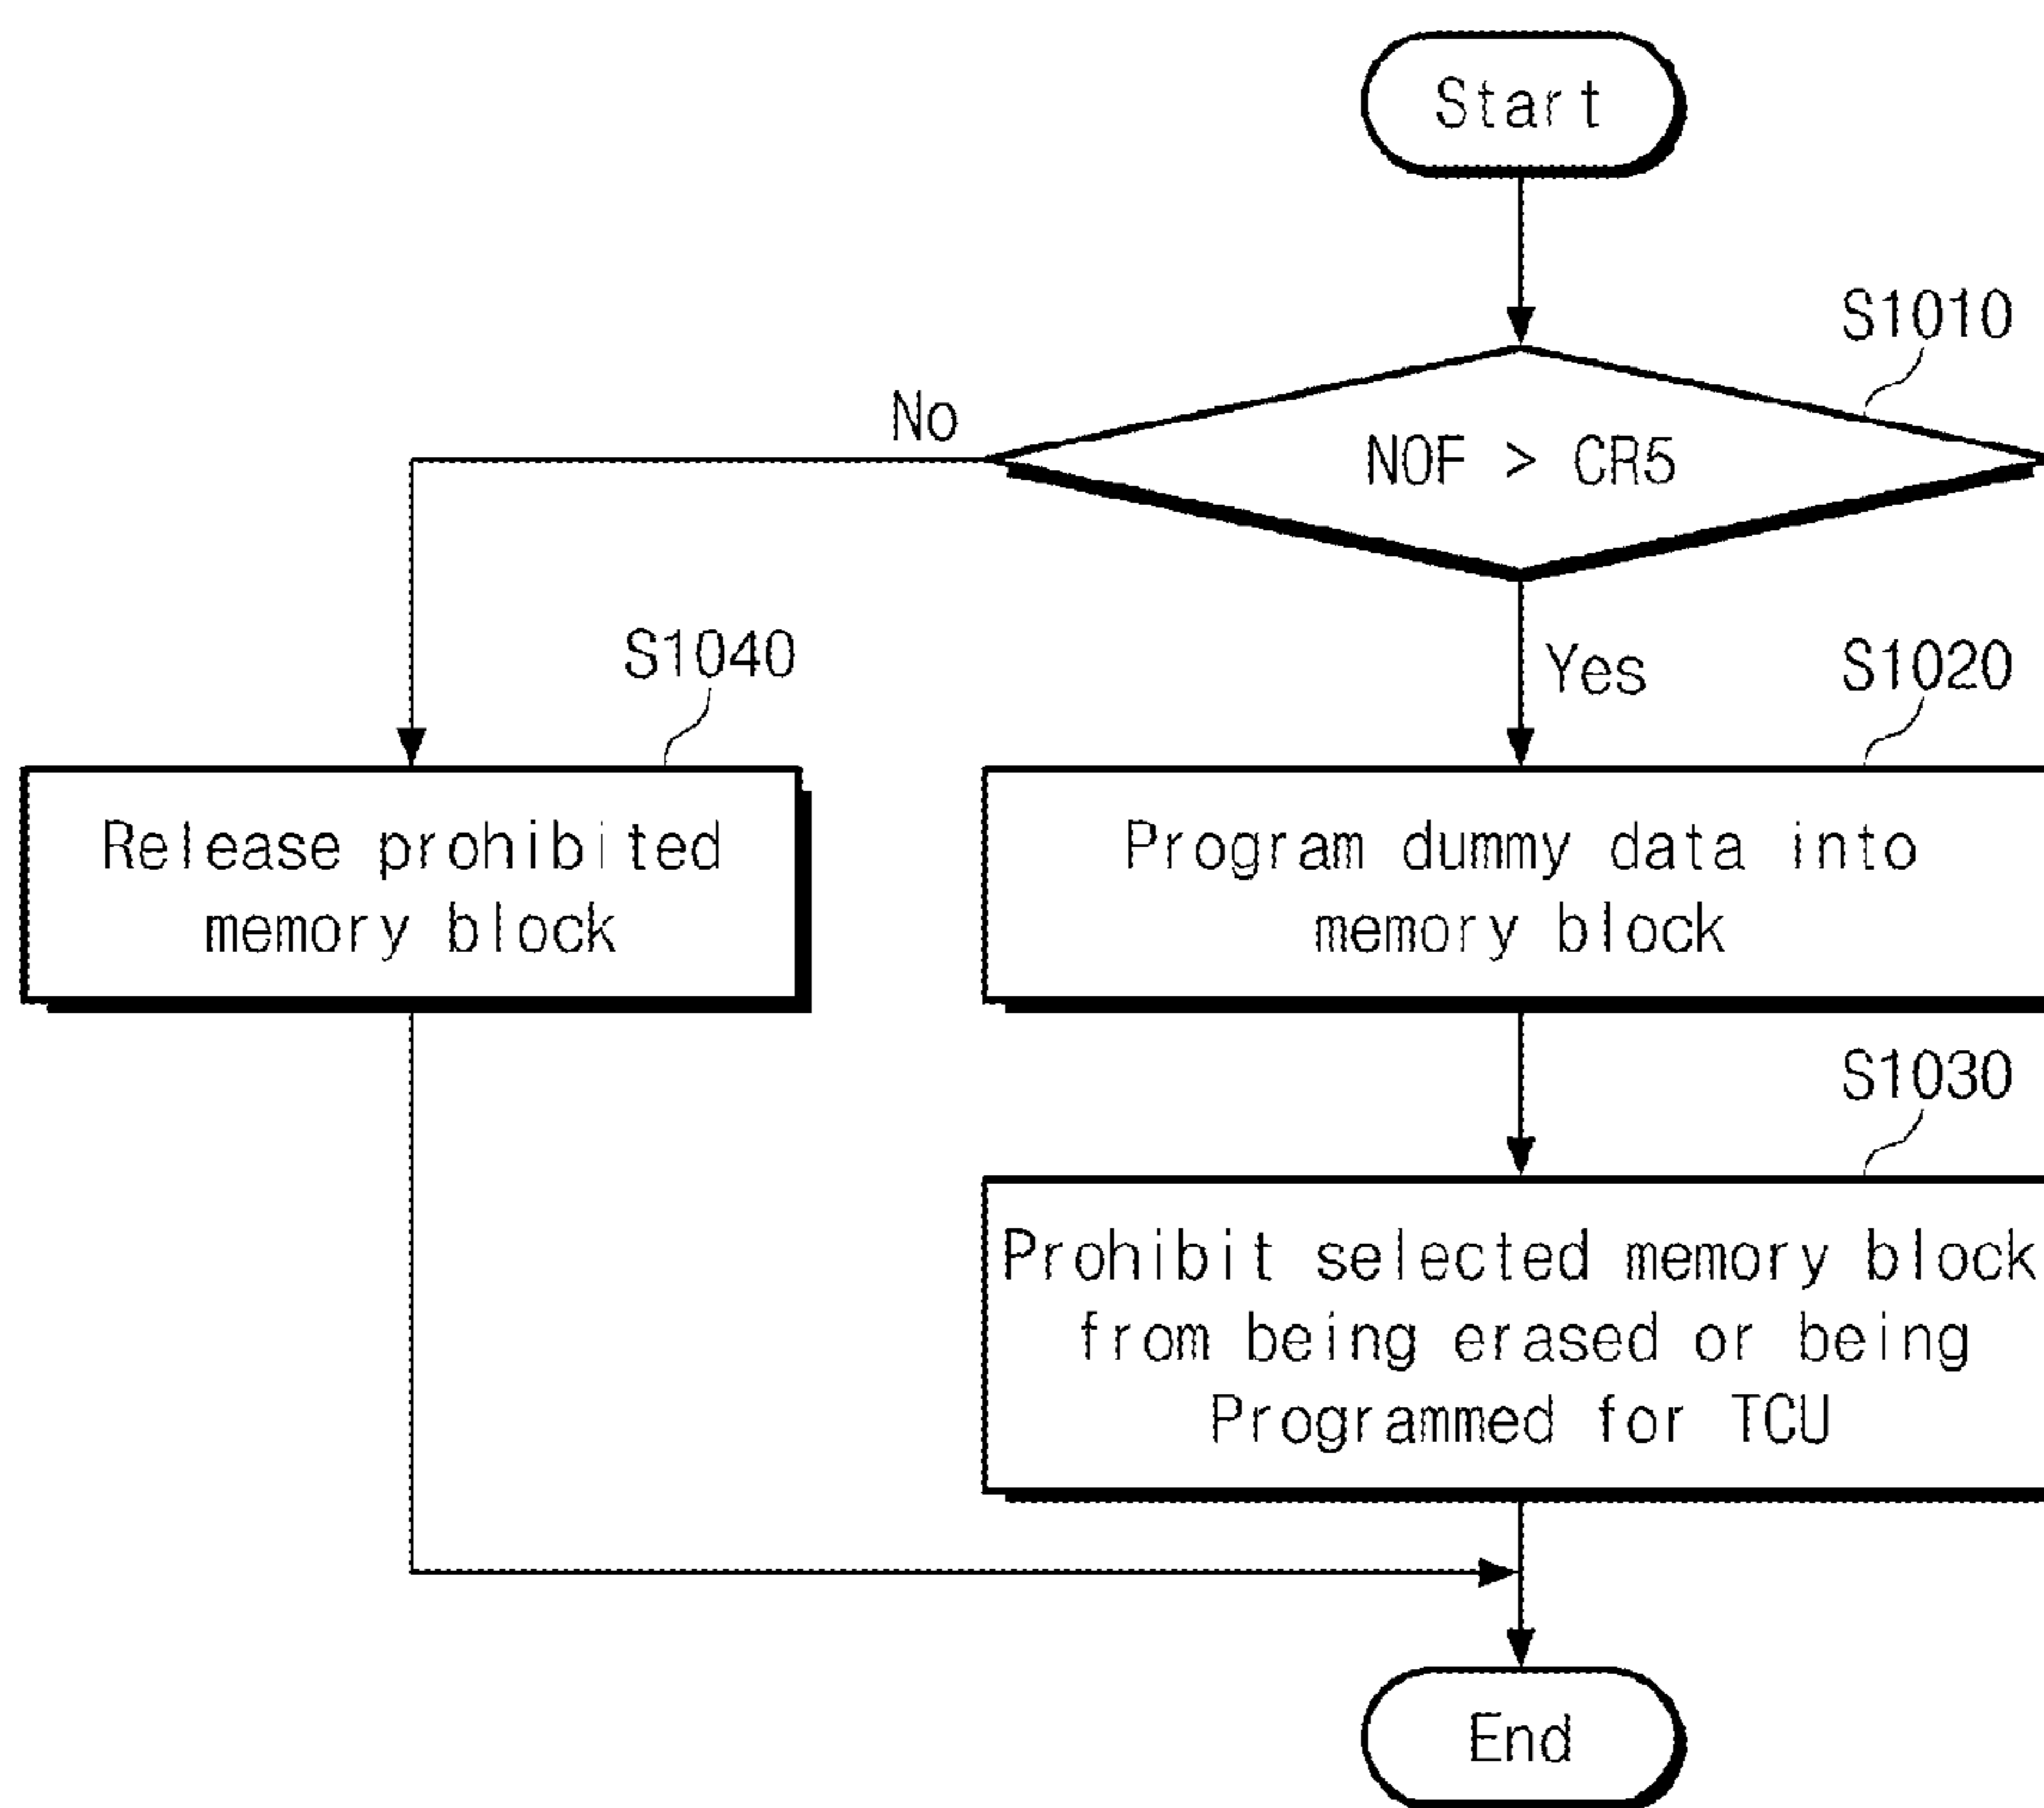 Start
S1010
No
NOF > CR5
S1040
Yes
S1020
Release prohibited
memory block
Program dummy data into
memory block
S1030
Prohibit selected memory block
from being erased or being
Programmed for TCU
End